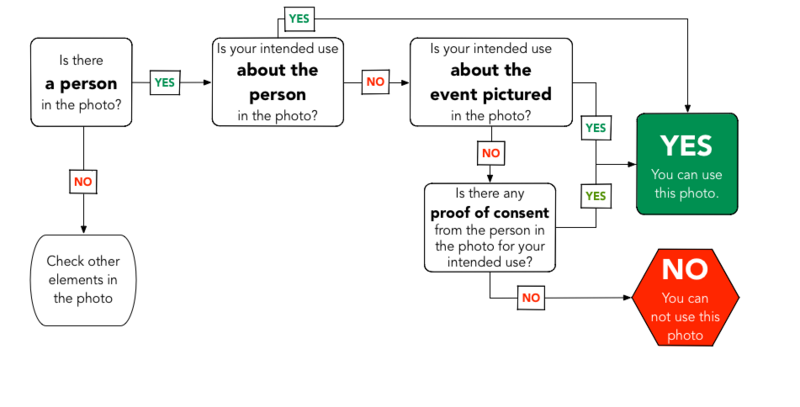 YES
Is there
a person
in the photo?
YES
Is your intended use
about the
person
in the photo?
NO
Is your intended use
about the
event pictured
in the photo?
YES
YES
You can use
this photo.
NO
NO
Is there any
proof of consent
from the person in
the photo for your
intended use?
YES
Check other
elements in
the photo
NO
NO
You can
not use this
photo